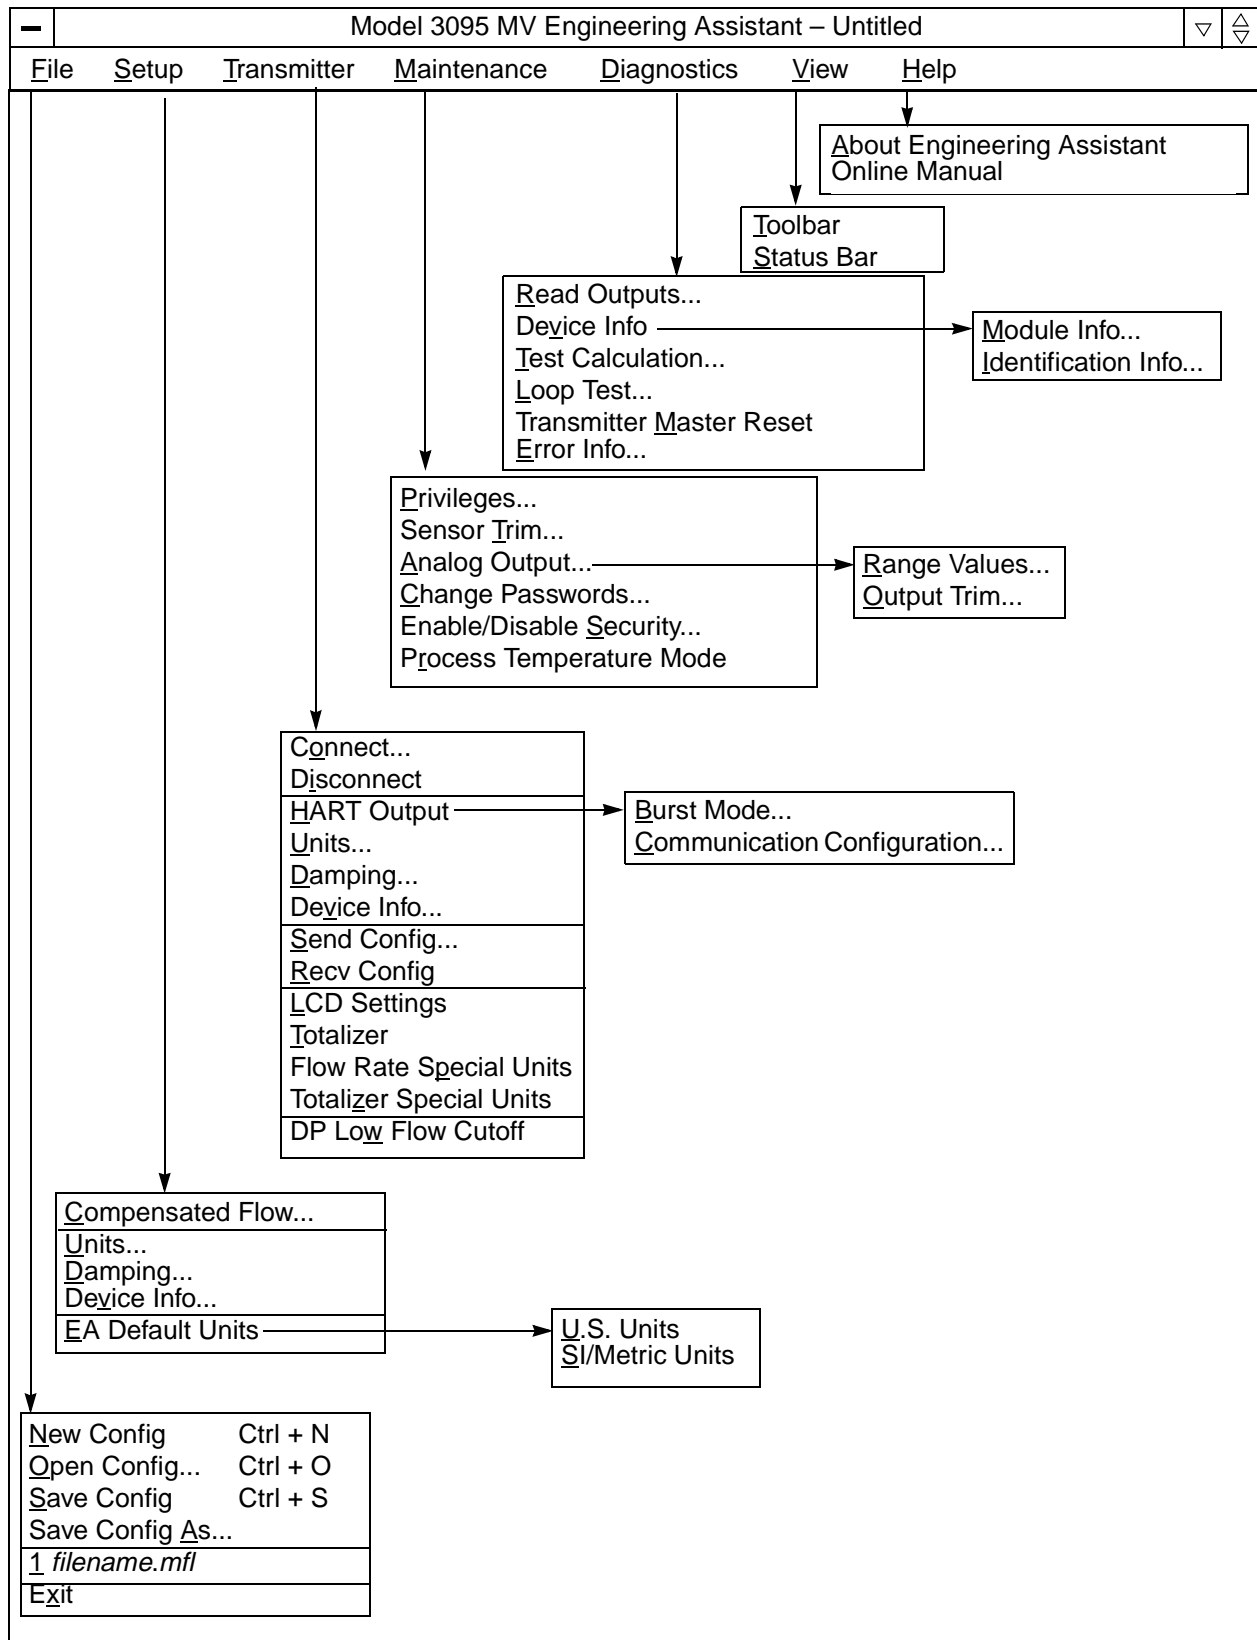 Model 3095 MV Engineering Assistant – Untitled
File Setup Transmitter Maintenance Diagnostics View Help
About Engineering Assistant
Online Manual
Toolbar
Status Bar
Read Outputs...
Device Info
Test Calculation...
Loop Test...
Transmitter Master Reset
Error Info...
Module Info...
Identification Info...
Privileges...
Sensor Trim...
Analog Output...
Change Passwords...
Enable/Disable Security...
Process Temperature Mode
Range Values...
Output Trim...
Connect...
Disconnect
HART Output
Units...
Damping...
Device Info...
Send Config...
Recv Config
LCD Settings
Totalizer
Flow Rate Special Units
Totalizer Special Units
DP Low Flow Cutoff
Burst Mode...
Communication Configuration...
Compensated Flow...
Units...
Damping...
Device Info...
EA Default Units
U.S. Units
SI/Metric Units
New Config Ctrl + N
Open Config... Ctrl + O
Save Config Ctrl + S
Save Config As...
1 filename.mfl
Exit